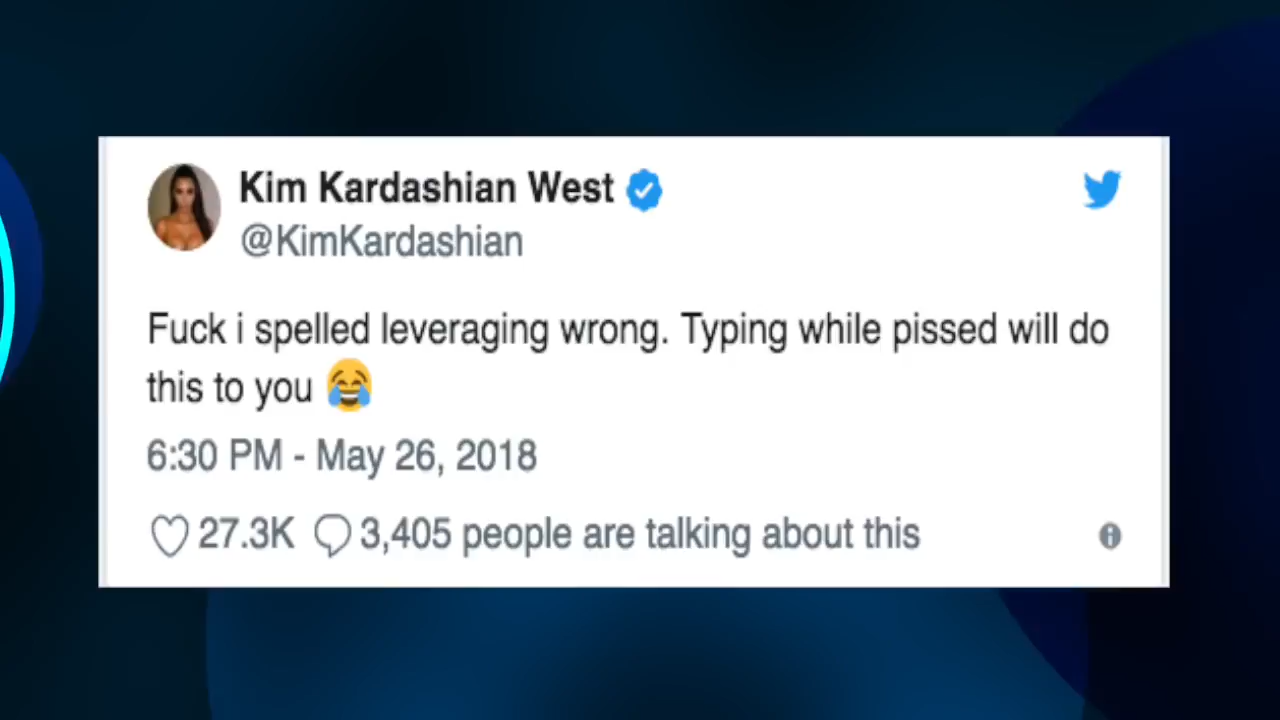 Kim Kardashian West
@KimKardashian
Fuck i spelled leveraging wrong. Typing while pissed will do
this to you 😂
6:30 PM - May 26, 2018
27.3K 3,405 people are talking about this